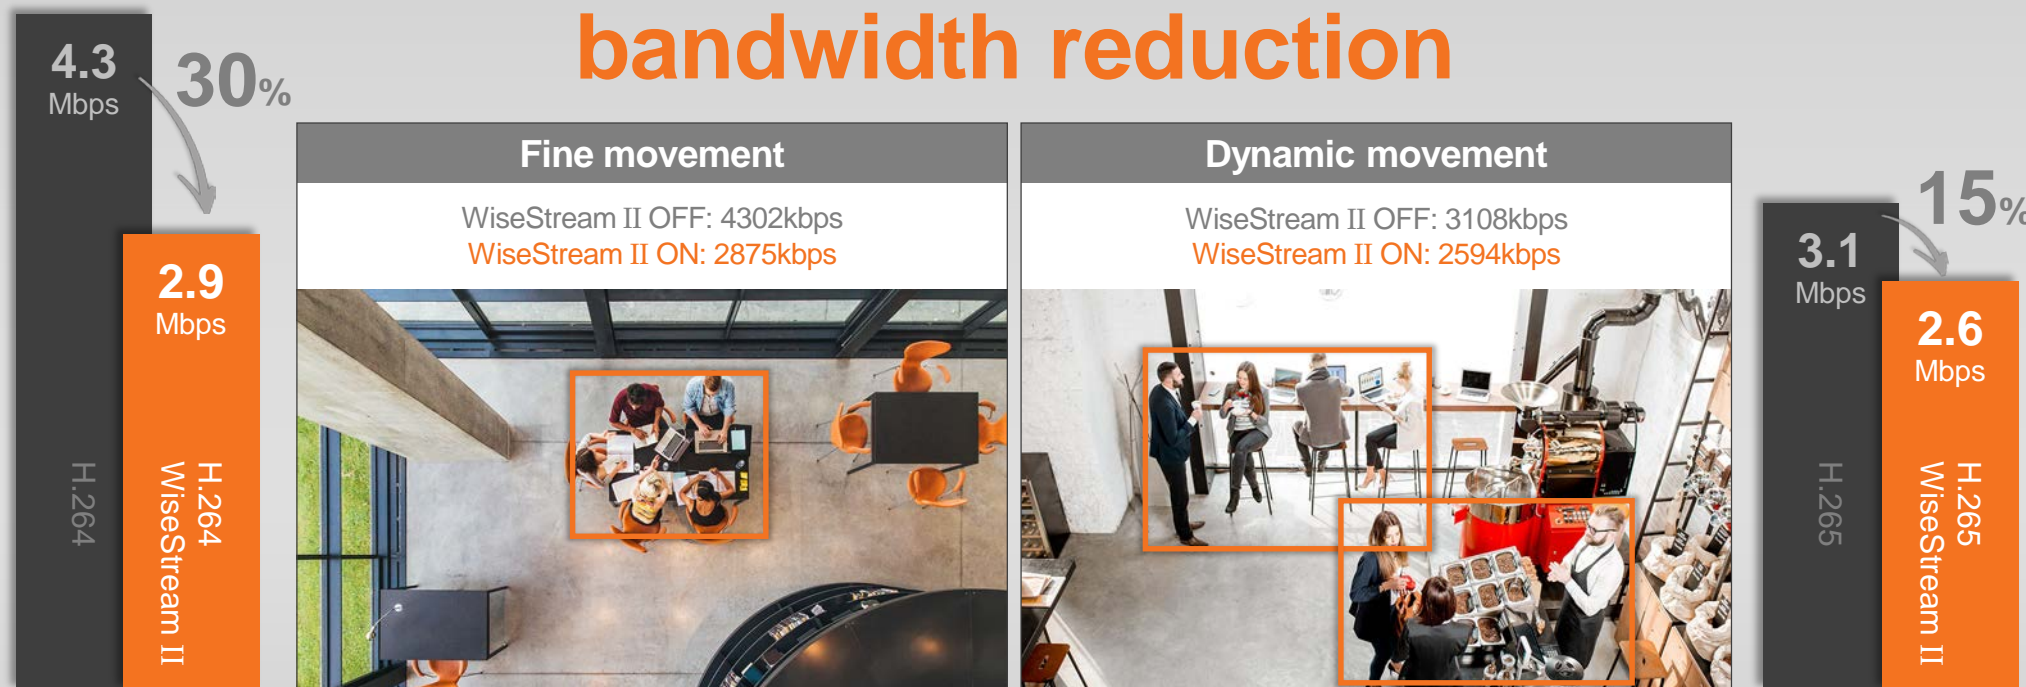 bandwidth reduction
4.3
Mbps
30%
2.9
Mbps
H.264
H.264
WiseStream II
Fine movement
WiseStream II OFF: 4302kbps
WiseStream II ON: 2875kbps
Dynamic movement
WiseStream II OFF: 3108kbps
WiseStream II ON: 2594kbps
15%
3.1
Mbps
2.6
Mbps
H.265
H.265
WiseStream II